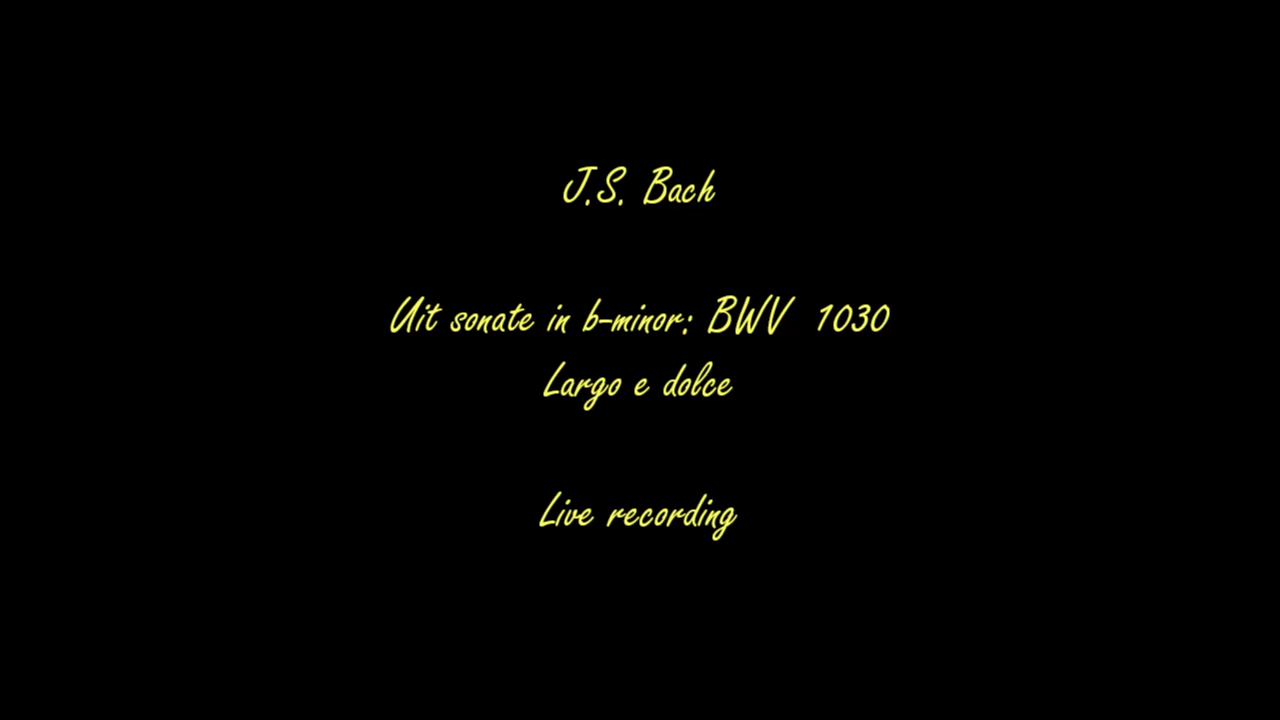 J.S. Bach
Uit sonate in b-minor: BWV 1030
Largo e dolce
Live recording